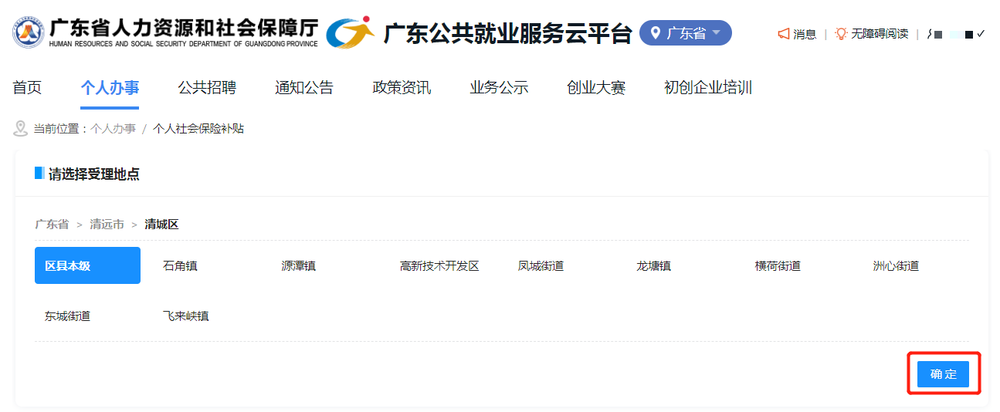 广东省人力资源和社会保障厅
HUMAN RESOURCES AND SOCIAL SECURITY DEPARTMENT OF GUANGDONG PROVINCE
广东公共就业服务云平台
广东省
消息 | 无障碍阅读 |
首页 个人办事 公共招聘 通知公告 政策资讯 业务公示 创业大赛 初创企业培训
当前位置：个人办事 / 个人社会保险补贴
请选择受理地点
广东省 > 清远市 > 清城区
区县本级 石角镇 源潭镇 高新技术开发区 凤城街道 龙塘镇 横荷街道 洲心街道
东城街道 飞来峡镇
确定